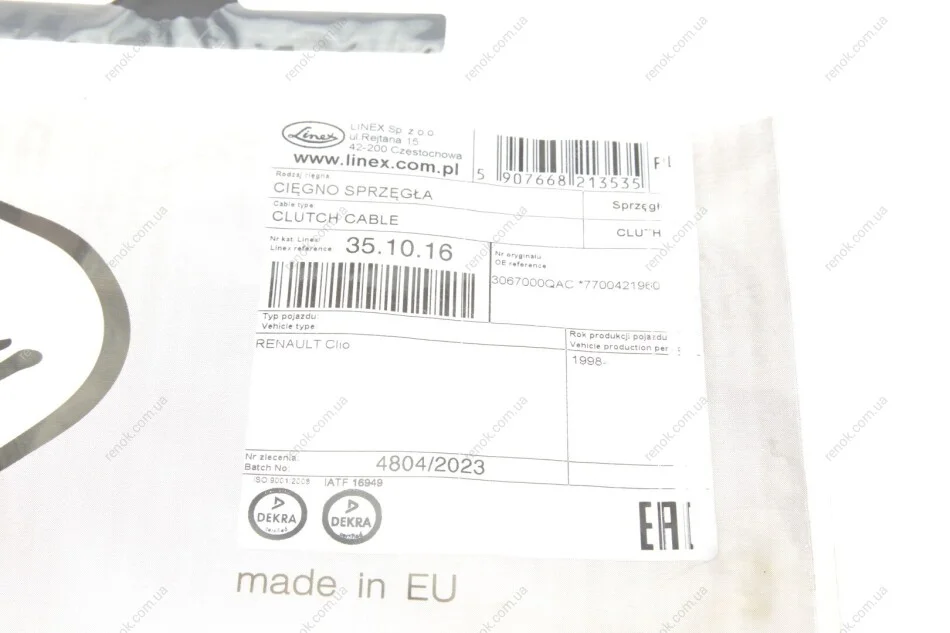 Linex
LINEX Sp. z o.o.
ul.Rejtana 16
42-200 Częstochowa
www.linex.com.pl
5 907668 213535
Rodzaj cięgna
CIĘGNO SPRZĘGŁA
Sprzęgł
Cable type
CLUTCH CABLE
CLUTCH
Nr kat. Linex/
Linex reference
35.10.16
Nr oryginału
OE reference
3067000QAC *7700421960
Typ pojazdu
Vehicle type
Rok produkcji pojazdu
Vehicle production per
RENAULT Clio
1998-
Nr zlecenia
Batch No:
4804/2023
ISO 9001:2008
IATF 16949
DEKRA
DEKRA
EAC
made in EU
renok.com.ua